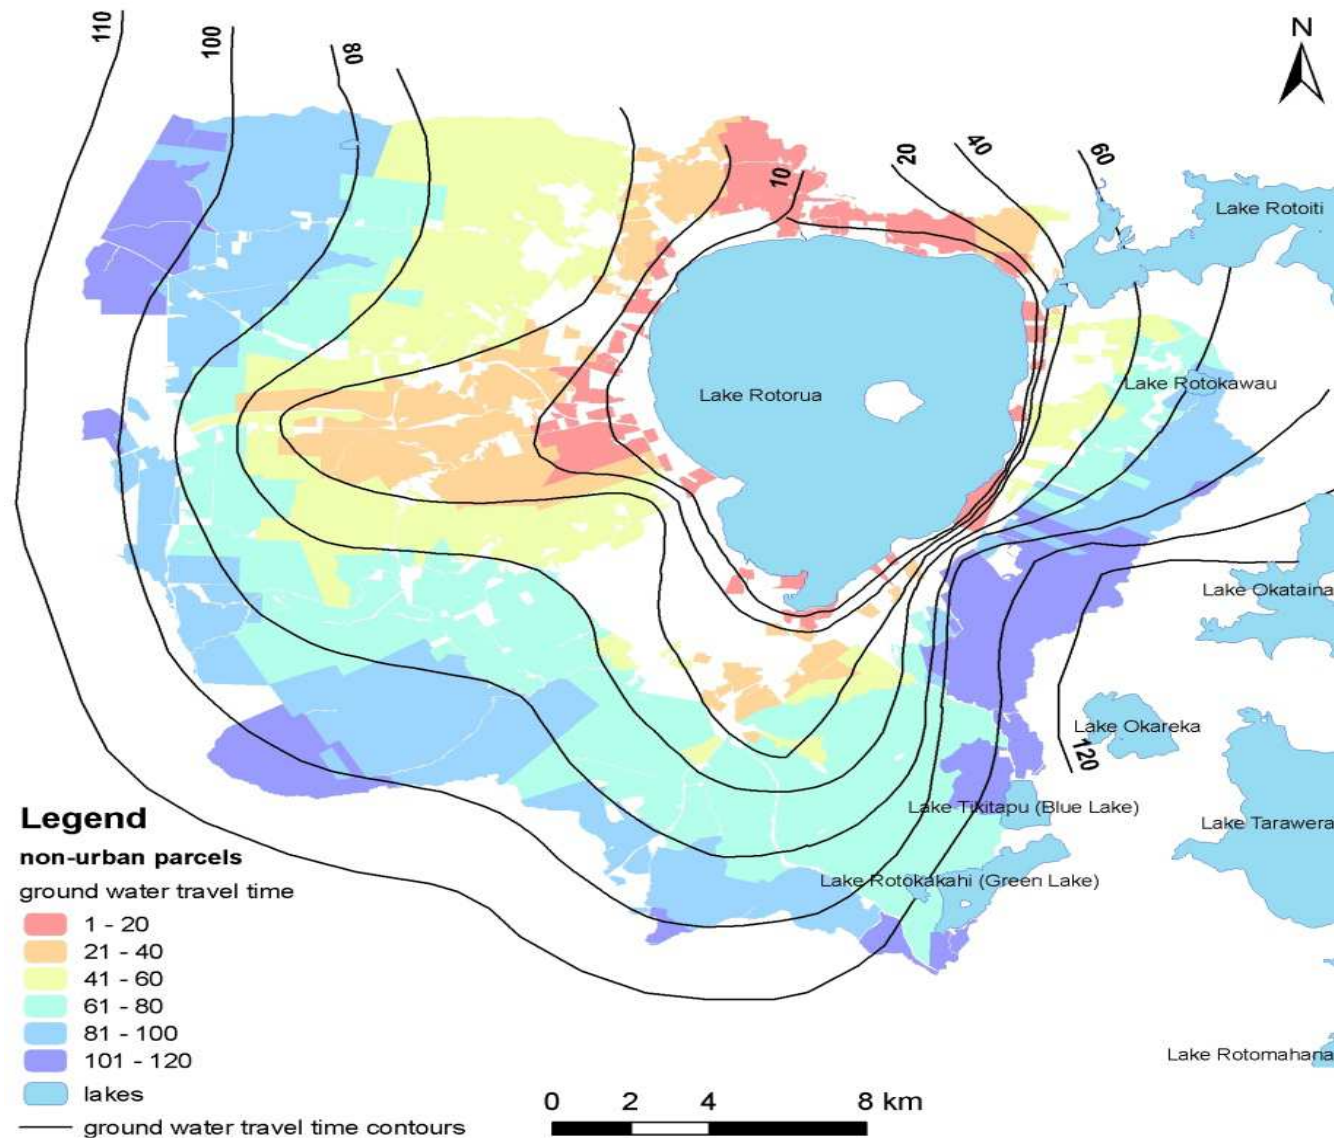 110
100
80
N
10
20
40
60
Lake Rotoiti
Lake Rotorua
Lake Rotokawau
Lake Okataina
Lake Okareka
120
Lake Tikitapu (Blue Lake)
Lake Tarawera
Lake Rotokakahi (Green Lake)
Lake Rotomahana
Legend
non-urban parcels
ground water travel time
1 - 20
21 - 40
41 - 60
61 - 80
81 - 100
101 - 120
lakes
ground water travel time contours
0 2 4 8 km